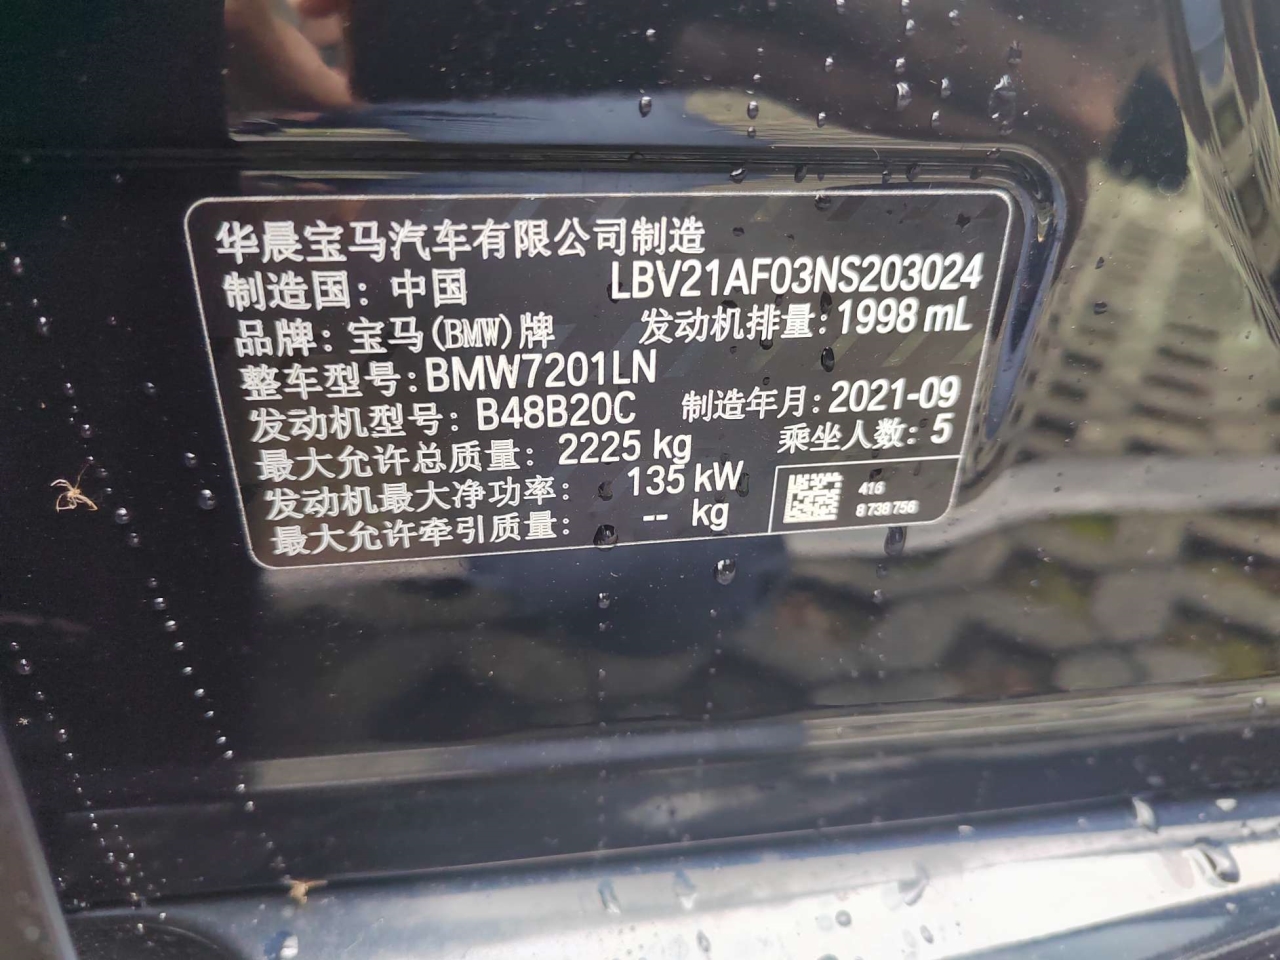 华晨宝马汽车有限公司制造
制造国：中国 LBV21AF03NS203024
品牌：宝马(BMW)牌 发动机排量：1998 mL
整车型号：BMW7201LN
发动机型号：B48B20C 制造年月：2021-09
最大允许总质量：2225 kg 乘坐人数：5
发动机最大净功率：135 kW
最大允许牵引质量：-- kg
416
8 738 756